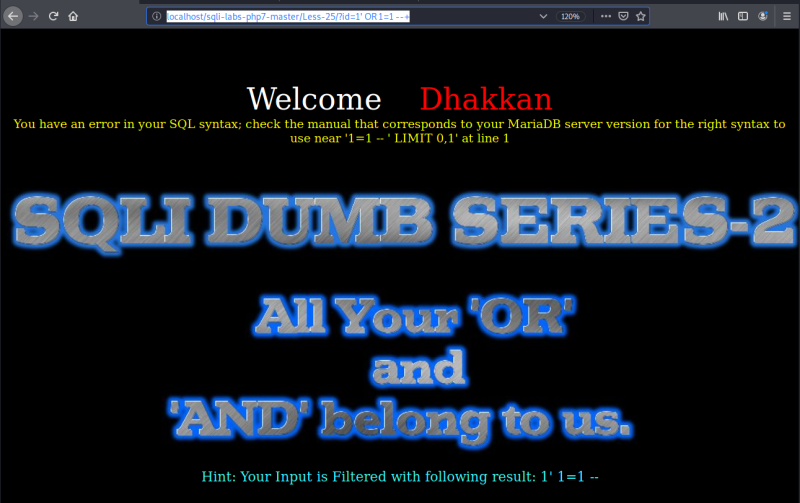 localhost/sqli-labs-php7-master/Less-25/?id=1' OR 1=1 --+
120%
Welcome Dhakkan
You have an error in your SQL syntax; check the manual that corresponds to your MariaDB server version for the right syntax to
use near '1=1 -- ' LIMIT 0,1' at line 1
SQLI DUMB SERIES-2
All Your 'OR'
and
'AND' belong to us.
Hint: Your Input is Filtered with following result: 1' 1=1 --